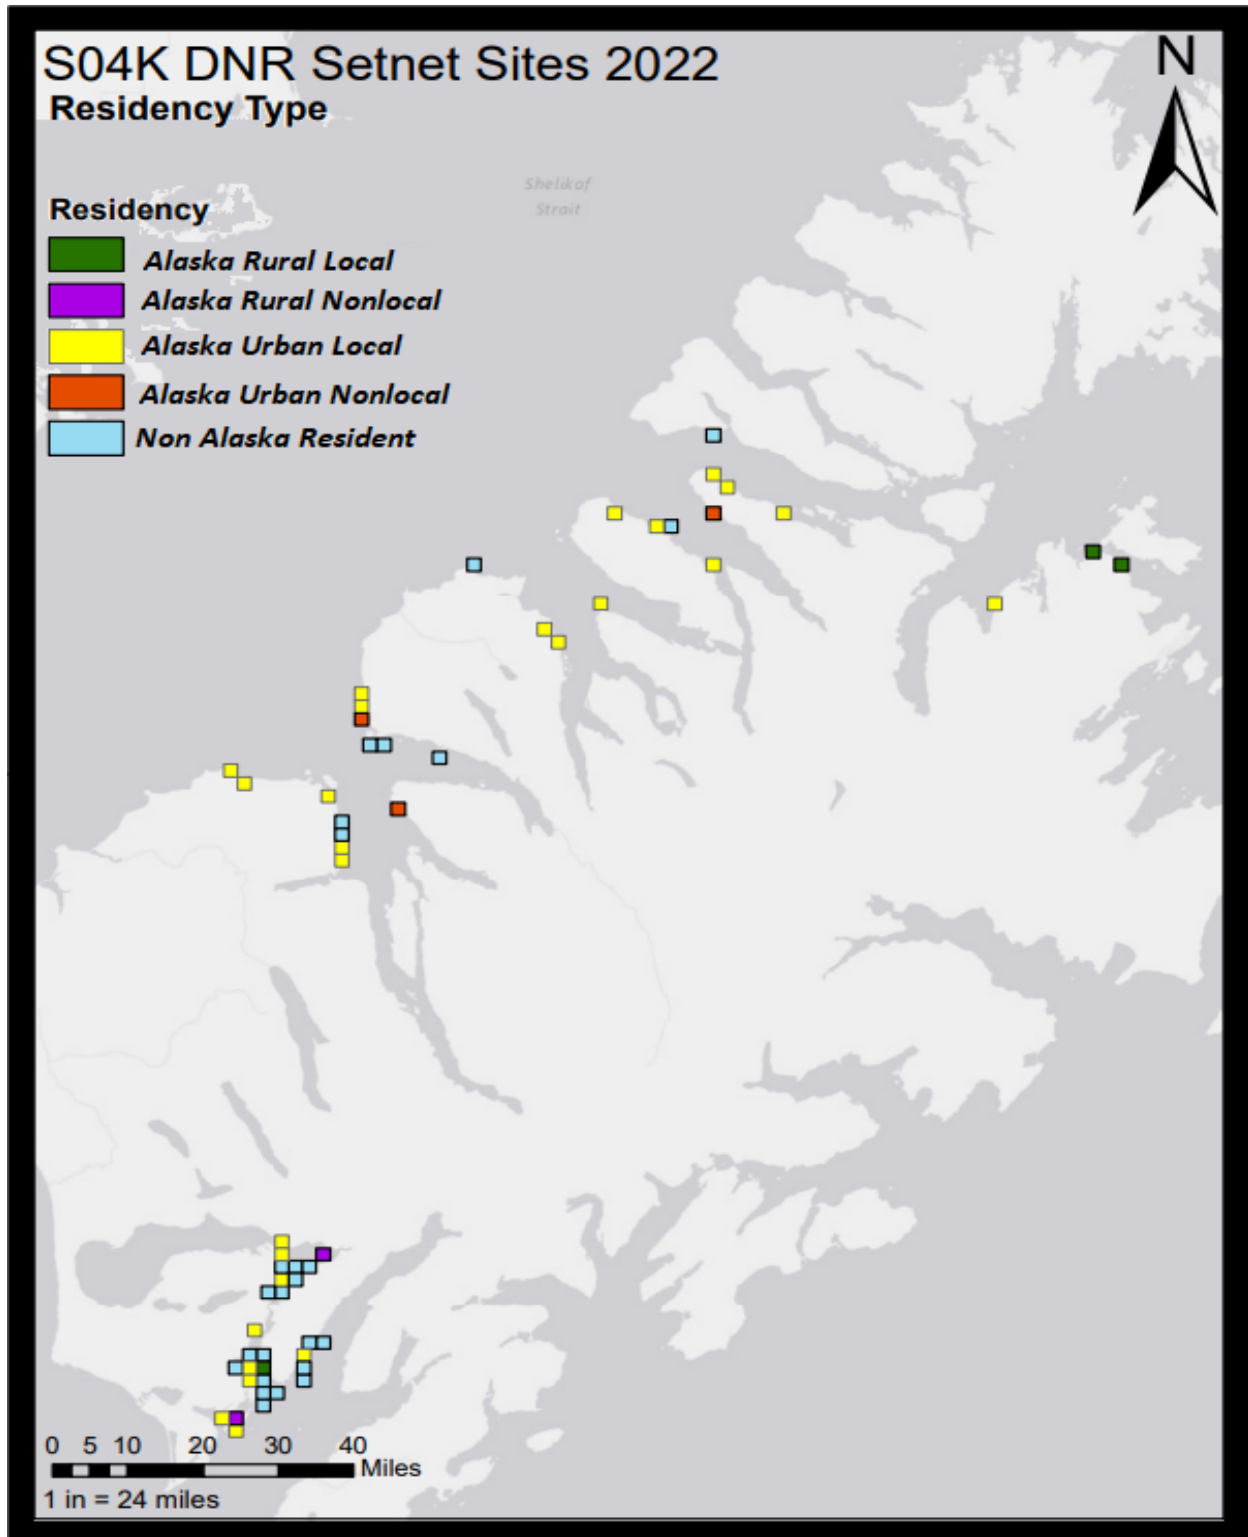 S04K DNR Setnet Sites 2022
Residency Type
N
Shelikof
Strait
Residency
Alaska Rural Local
Alaska Rural Nonlocal
Alaska Urban Local
Alaska Urban Nonlocal
Non Alaska Resident
0 5 10 20 30 40
Miles
1 in = 24 miles